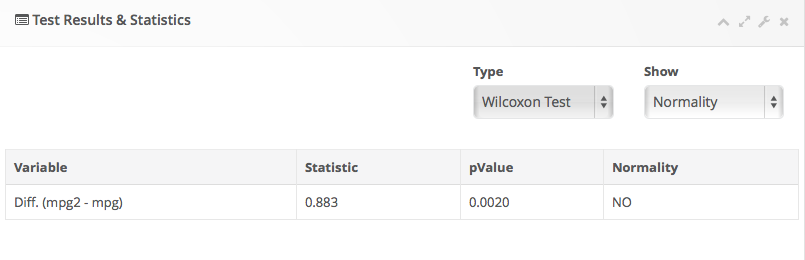 Test Results & Statistics
Type Show
Wilcoxon Test Normality
Variable Statistic pValue Normality
Diff. (mpg2 - mpg) 0.883 0.0020 NO